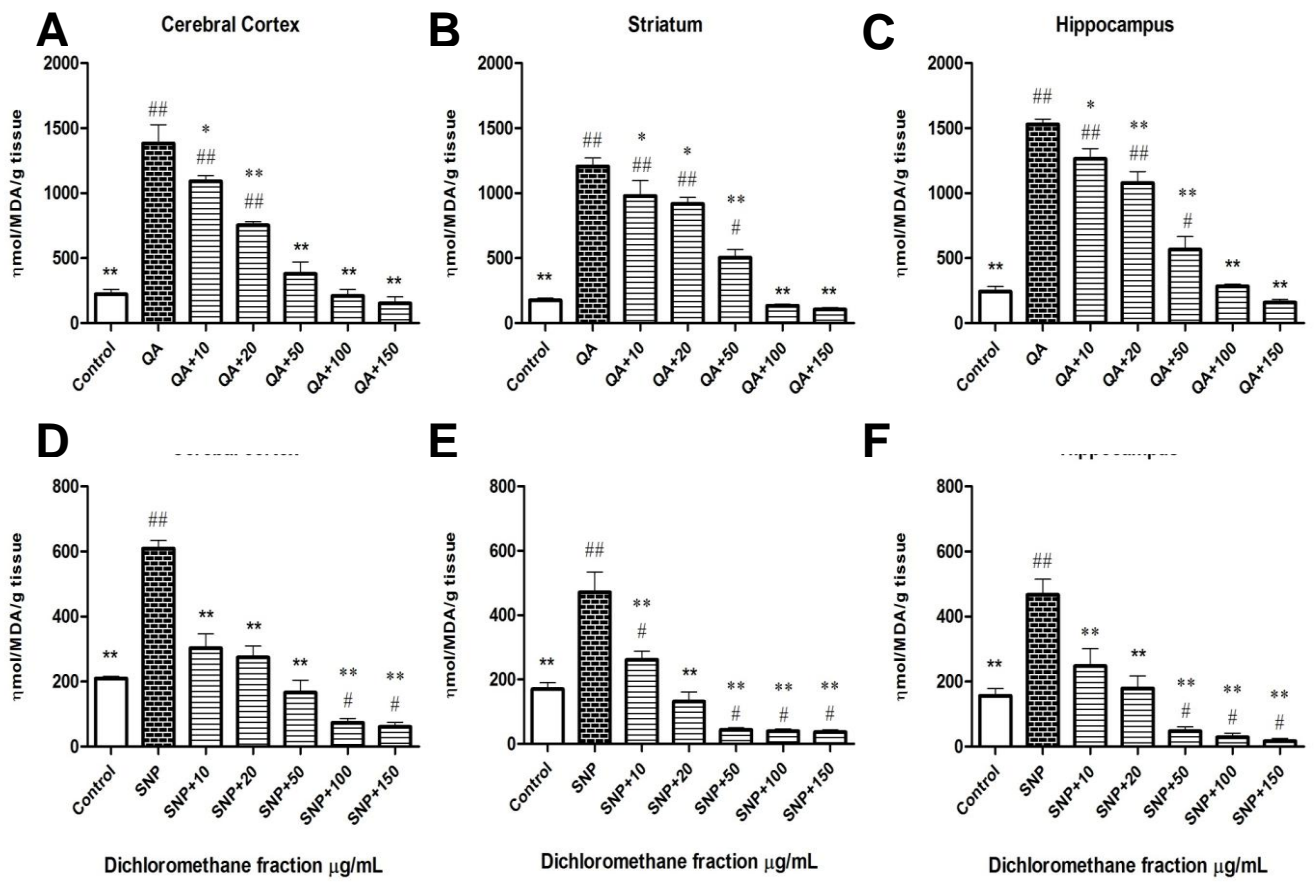 A
Cerebral Cortex
ηmol/MDA/g tissue
2000
1500
1000
500
0
**
##
*
##
**
##
**
**
**
Control
QA
QA+10
QA+20
QA+50
QA+100
QA+150
B
Striatum
2000
1500
1000
500
0
**
##
*
##
*
##
**
#
**
**
Control
QA
QA+10
QA+20
QA+50
QA+100
QA+150
C
Hippocampus
ηmol/MDA/g tissue
2000
1500
1000
500
0
**
##
*
##
**
##
**
#
**
**
Control
QA
QA+10
QA+20
QA+50
QA+100
QA+150
D
ηmol/MDA/g tissue
800
600
400
200
0
**
##
**
**
**
**
#
**
#
Control
SNP
SNP+10
SNP+20
SNP+50
SNP+100
SNP+150
Dichloromethane fraction μg/mL
E
ηmol/MDA/g tissue
800
600
400
200
0
**
##
**
#
**
**
#
**
#
**
#
Control
SNP
SNP+10
SNP+20
SNP+50
SNP+100
SNP+150
Dichloromethane fraction μg/mL
F
ηmol/MDA/g tissue
800
600
400
200
0
**
##
**
**
**
#
**
#
**
#
Control
SNP
SNP+10
SNP+20
SNP+50
SNP+100
SNP+150
Dichloromethane fraction μg/mL